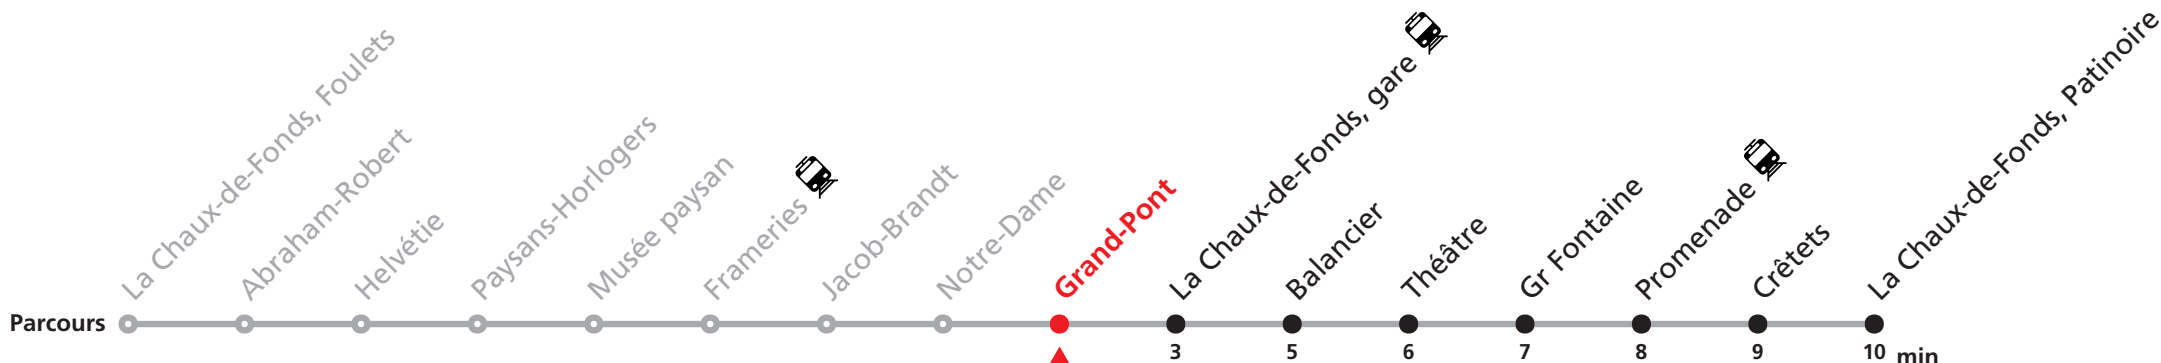 Parcours
La Chaux-de-Fonds, Foulets
Abraham-Robert
Helvétie
Paysans-Horlogers
Musée paysan
Frameries
Jacob-Brandt
Notre-Dame
Grand-Pont
La Chaux-de-Fonds, gare
Balancier
Théâtre
Gr Fontaine
Promenade
Crêtets
La Chaux-de-Fonds, Patinoire
3 5 6 7 8 9 10 min